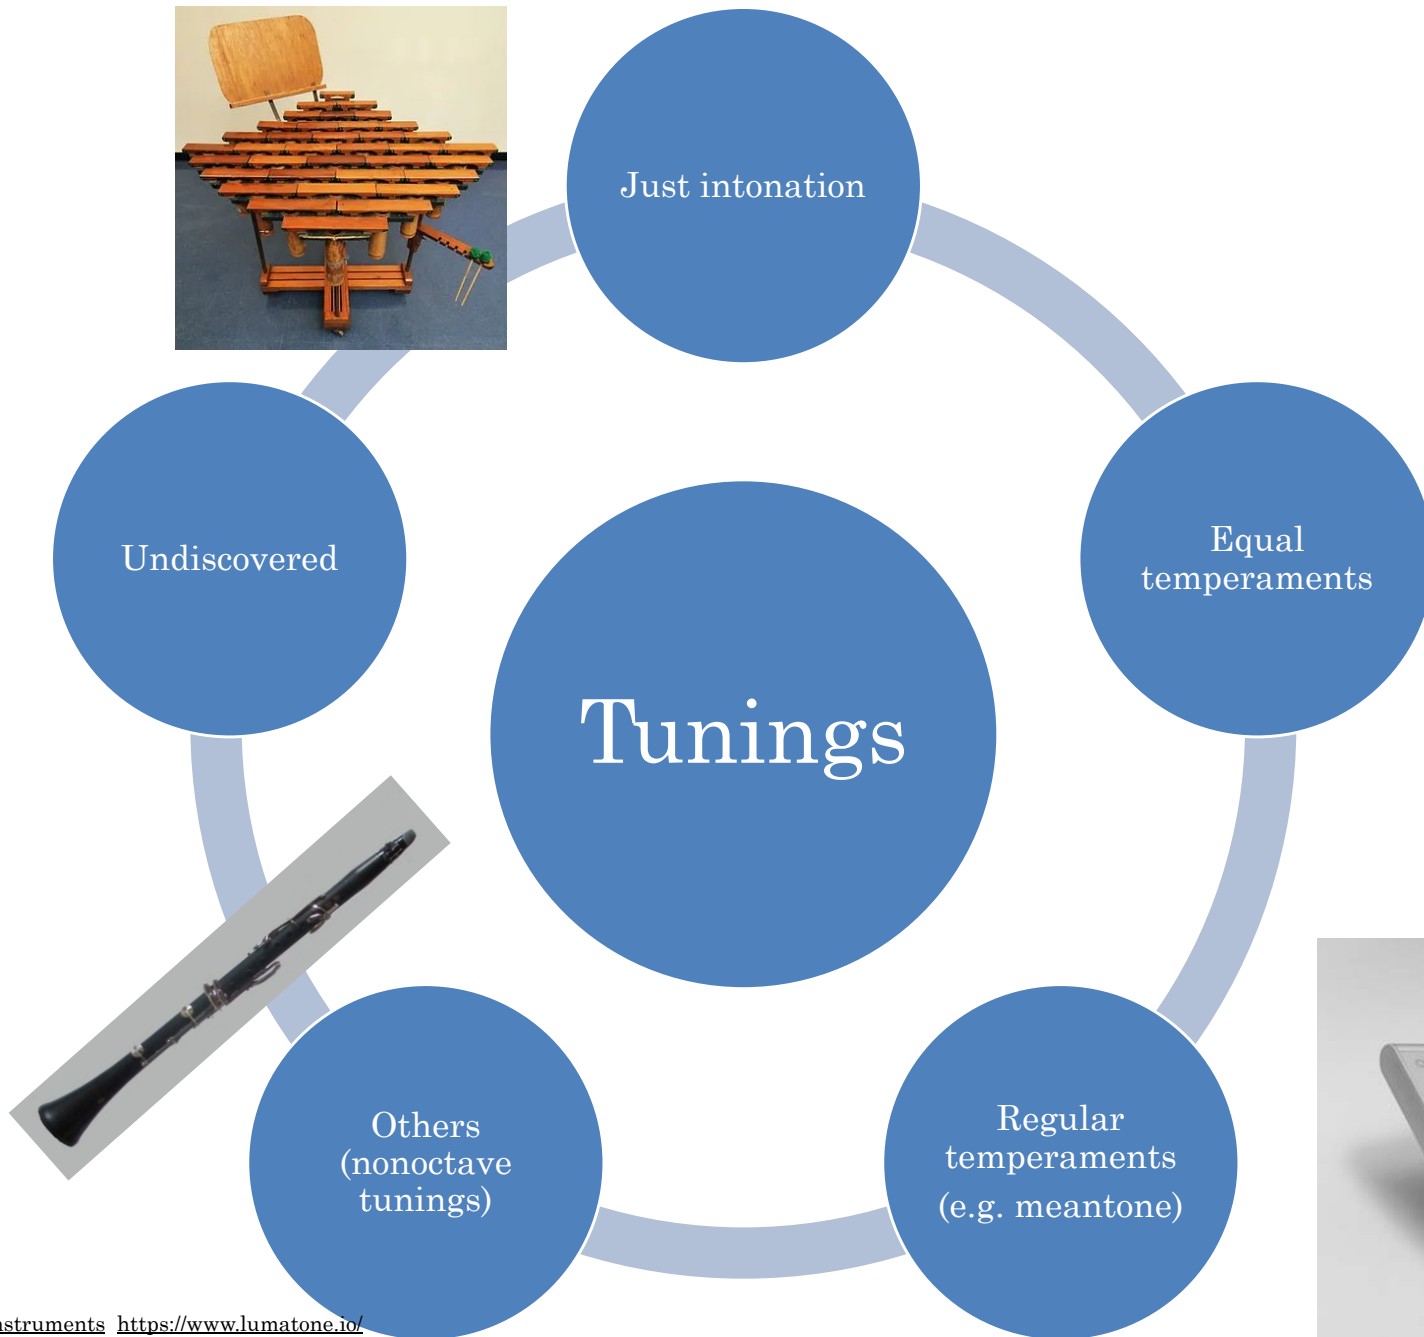 Just intonation
Equal
temperaments
Undiscovered
Tunings
Others
(nonoctave
tunings)
Regular
temperaments
(e.g. meantone)
https://www.lumatone.io/